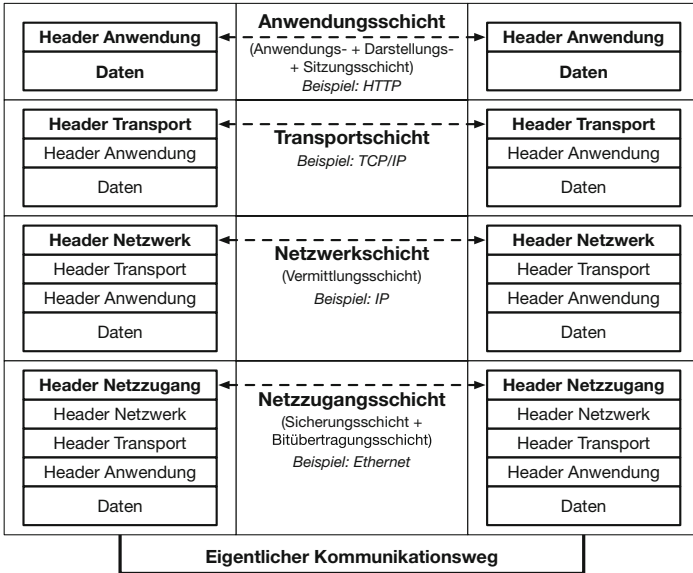 Anwendungsschicht
Header Anwendung
Daten
(Anwendungs- + Darstellungs-
+ Sitzungsschicht)
Beispiel: HTTP
Header Anwendung
Daten
Header Transport
Header Anwendung
Daten
Transportschicht
Beispiel: TCP/IP
Header Transport
Header Anwendung
Daten
Header Netzwerk
Header Transport
Header Anwendung
Daten
Netzwerkschicht
(Vermittlungsschicht)
Beispiel: IP
Header Netzwerk
Header Transport
Header Anwendung
Daten
Header Netzzugang
Header Netzwerk
Header Transport
Header Anwendung
Daten
Netzzugangsschicht
(Sicherungsschicht +
Bitübertragungsschicht)
Beispiel: Ethernet
Header Netzzugang
Header Netzwerk
Header Transport
Header Anwendung
Daten
Eigentlicher Kommunikationsweg